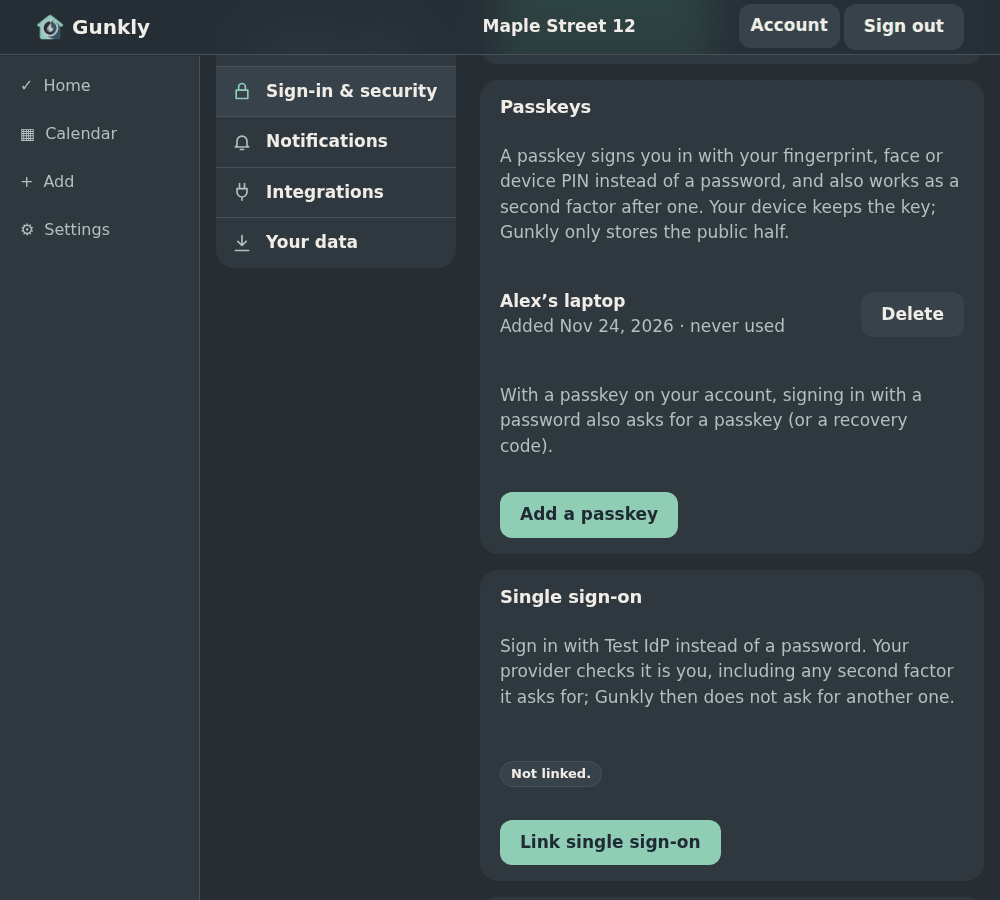 Gunkly
Maple Street 12
Account
Sign out
✓ Home
▦ Calendar
+ Add
⚙ Settings
Sign-in & security
Notifications
Integrations
Your data
Passkeys
A passkey signs you in with your fingerprint, face or
device PIN instead of a password, and also works as a
second factor after one. Your device keeps the key;
Gunkly only stores the public half.
Alex’s laptop
Added Nov 24, 2026 · never used
Delete
With a passkey on your account, signing in with a
password also asks for a passkey (or a recovery
code).
Add a passkey
Single sign-on
Sign in with Test IdP instead of a password. Your
provider checks it is you, including any second factor
it asks for; Gunkly then does not ask for another one.
Not linked.
Link single sign-on